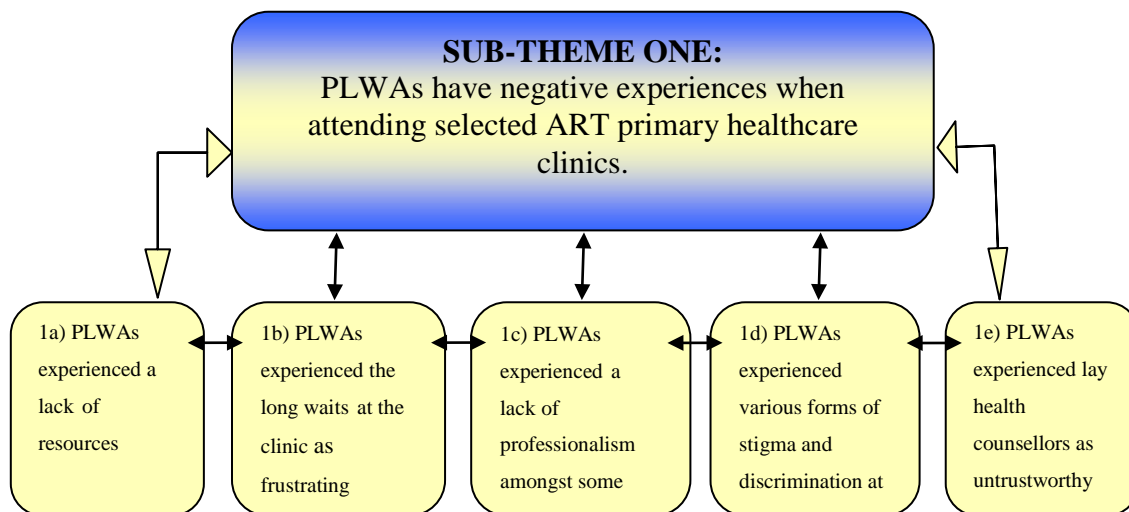 SUB-THEME ONE:
PLWAs have negative experiences when
attending selected ART primary healthcare
clinics.
1a) PLWAs
experienced a
lack of
resources
1b) PLWAs
experienced the
long waits at the
clinic as
frustrating
1c) PLWAs
experienced a
lack of
professionalism
amongst some
1d) PLWAs
experienced
various forms of
stigma and
discrimination at
1e) PLWAs
experienced lay
health
counsellors as
untrustworthy